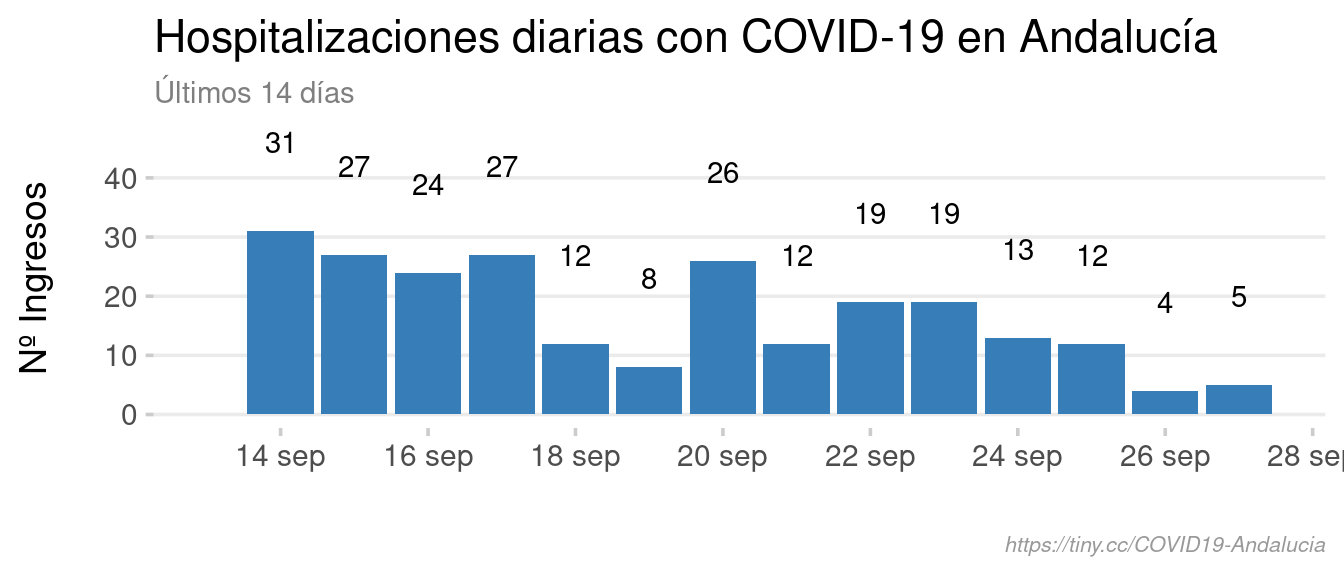 Hospitalizaciones diarias con COVID-19 en Andalucía
Últimos 14 días
Nº Ingresos
31 27 24 27 12 8 26 12 19 19 13 12 4 5
40
30
20
10
0
14 sep 16 sep 18 sep 20 sep 22 sep 24 sep 26 sep 28 sep
https://tiny.cc/COVID19-Andalucia